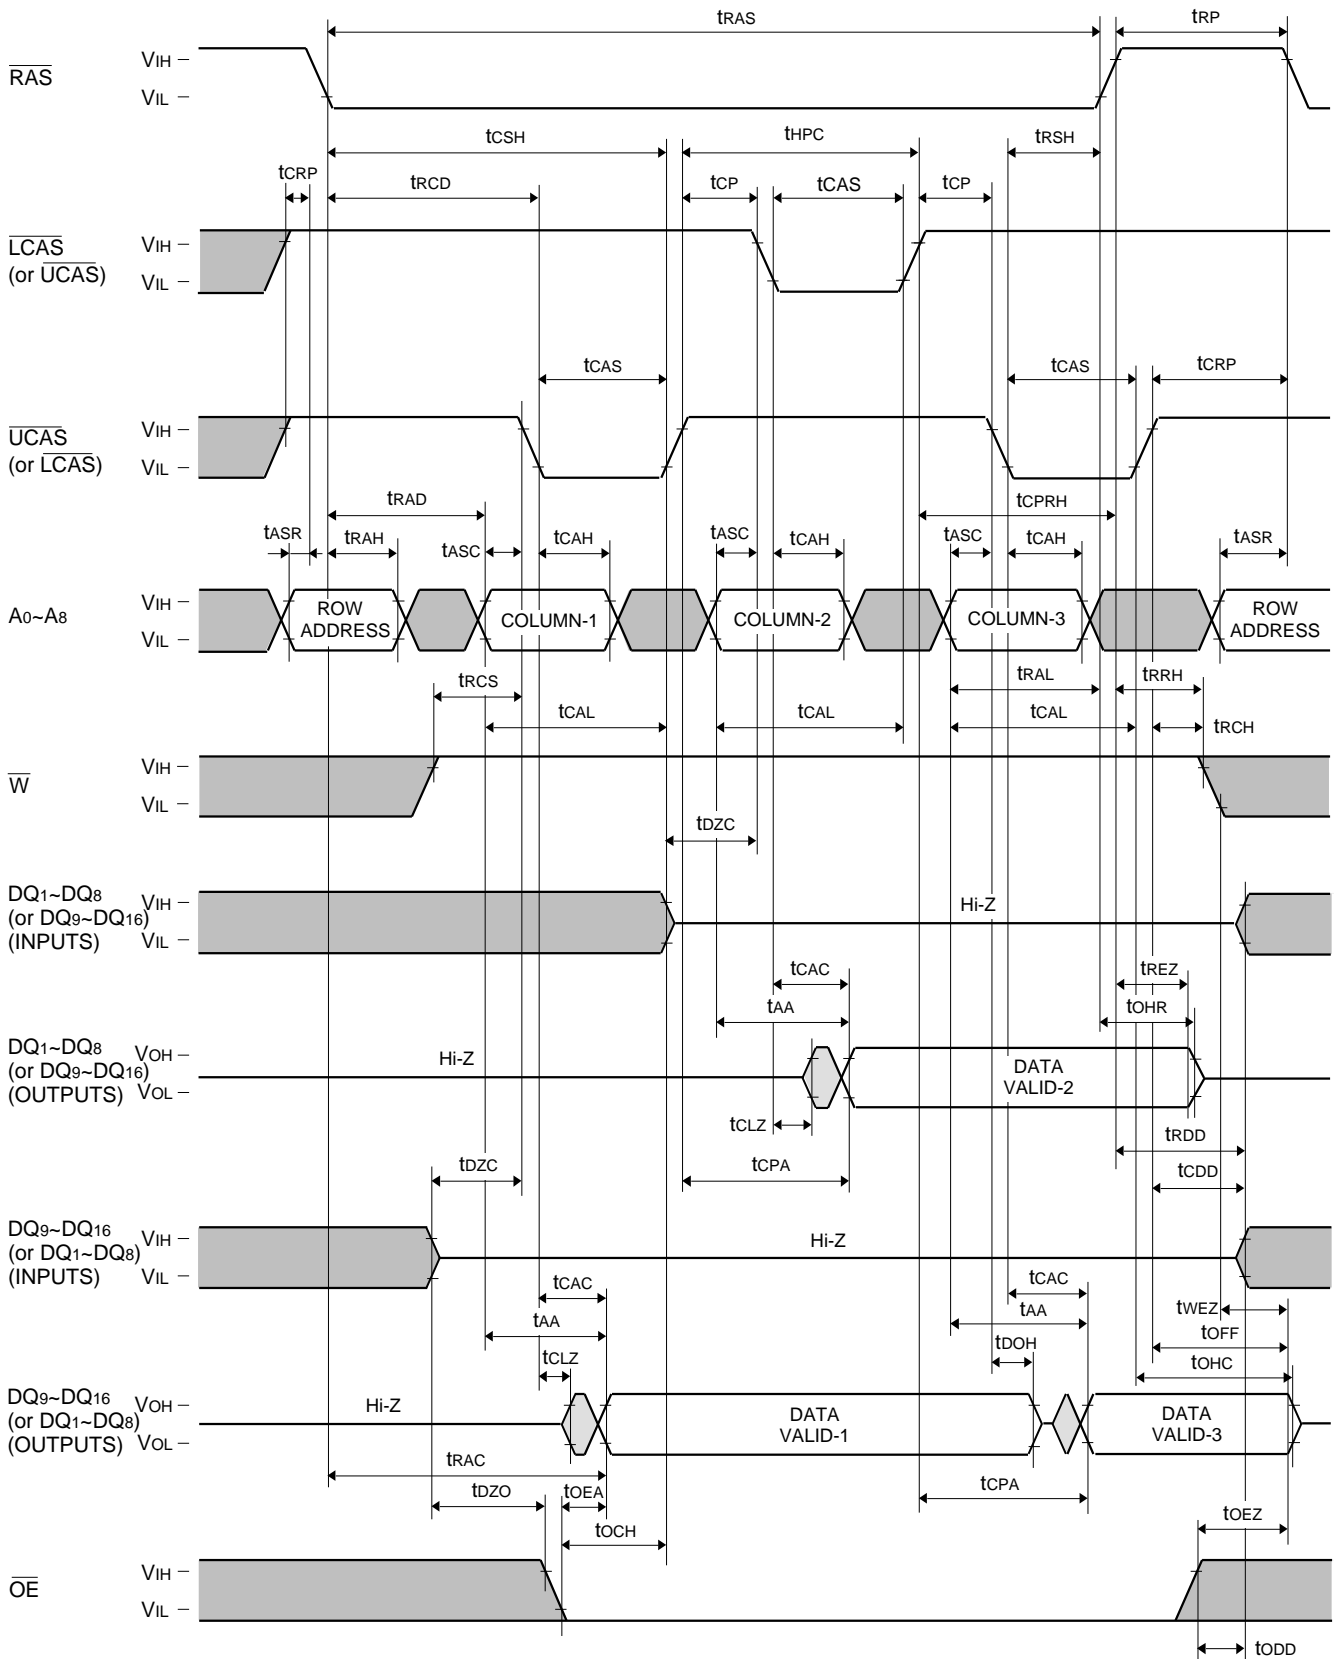 tRAS
tRP
RAS
VIH
VIL
tCSH
tHPC
tRSH
tCRP
tRCD
tCP
tCAS
tCP
LCAS
(or UCAS)
VIH
VIL
tCAS
tCAS
tCRP
UCAS
(or LCAS)
VIH
VIL
tRAD
tCPRH
tASR
tRAH
tASC
tCAH
tASC
tCAH
tASC
tCAH
tASR
A0~A8
VIH
VIL
ROW
ADDRESS
COLUMN-1
COLUMN-2
COLUMN-3
ROW
ADDRESS
tRCS
tRAL
tRRH
tCAL
tCAL
tCAL
tRCH
W
VIH
VIL
tDZC
DQ1~DQ8
(or DQ9~DQ16)
(INPUTS)
VIH
VIL
Hi-Z
tCAC
tREZ
tAA
tOHR
DQ1~DQ8
(or DQ9~DQ16)
(OUTPUTS)
VOH
VOL
Hi-Z
DATA
VALID-2
tCLZ
tRDD
tDZC
tCPA
tCDD
DQ9~DQ16
(or DQ1~DQ8)
(INPUTS)
VIH
VIL
Hi-Z
tCAC
tCAC
tWEZ
tAA
tAA
tOFF
tCLZ
tDOH
tOHC
DQ9~DQ16
(or DQ1~DQ8)
(OUTPUTS)
VOH
VOL
Hi-Z
DATA
VALID-1
DATA
VALID-3
tRAC
tDZO
tOEA
tCPA
tOCH
tOEZ
OE
VIH
VIL
tODD